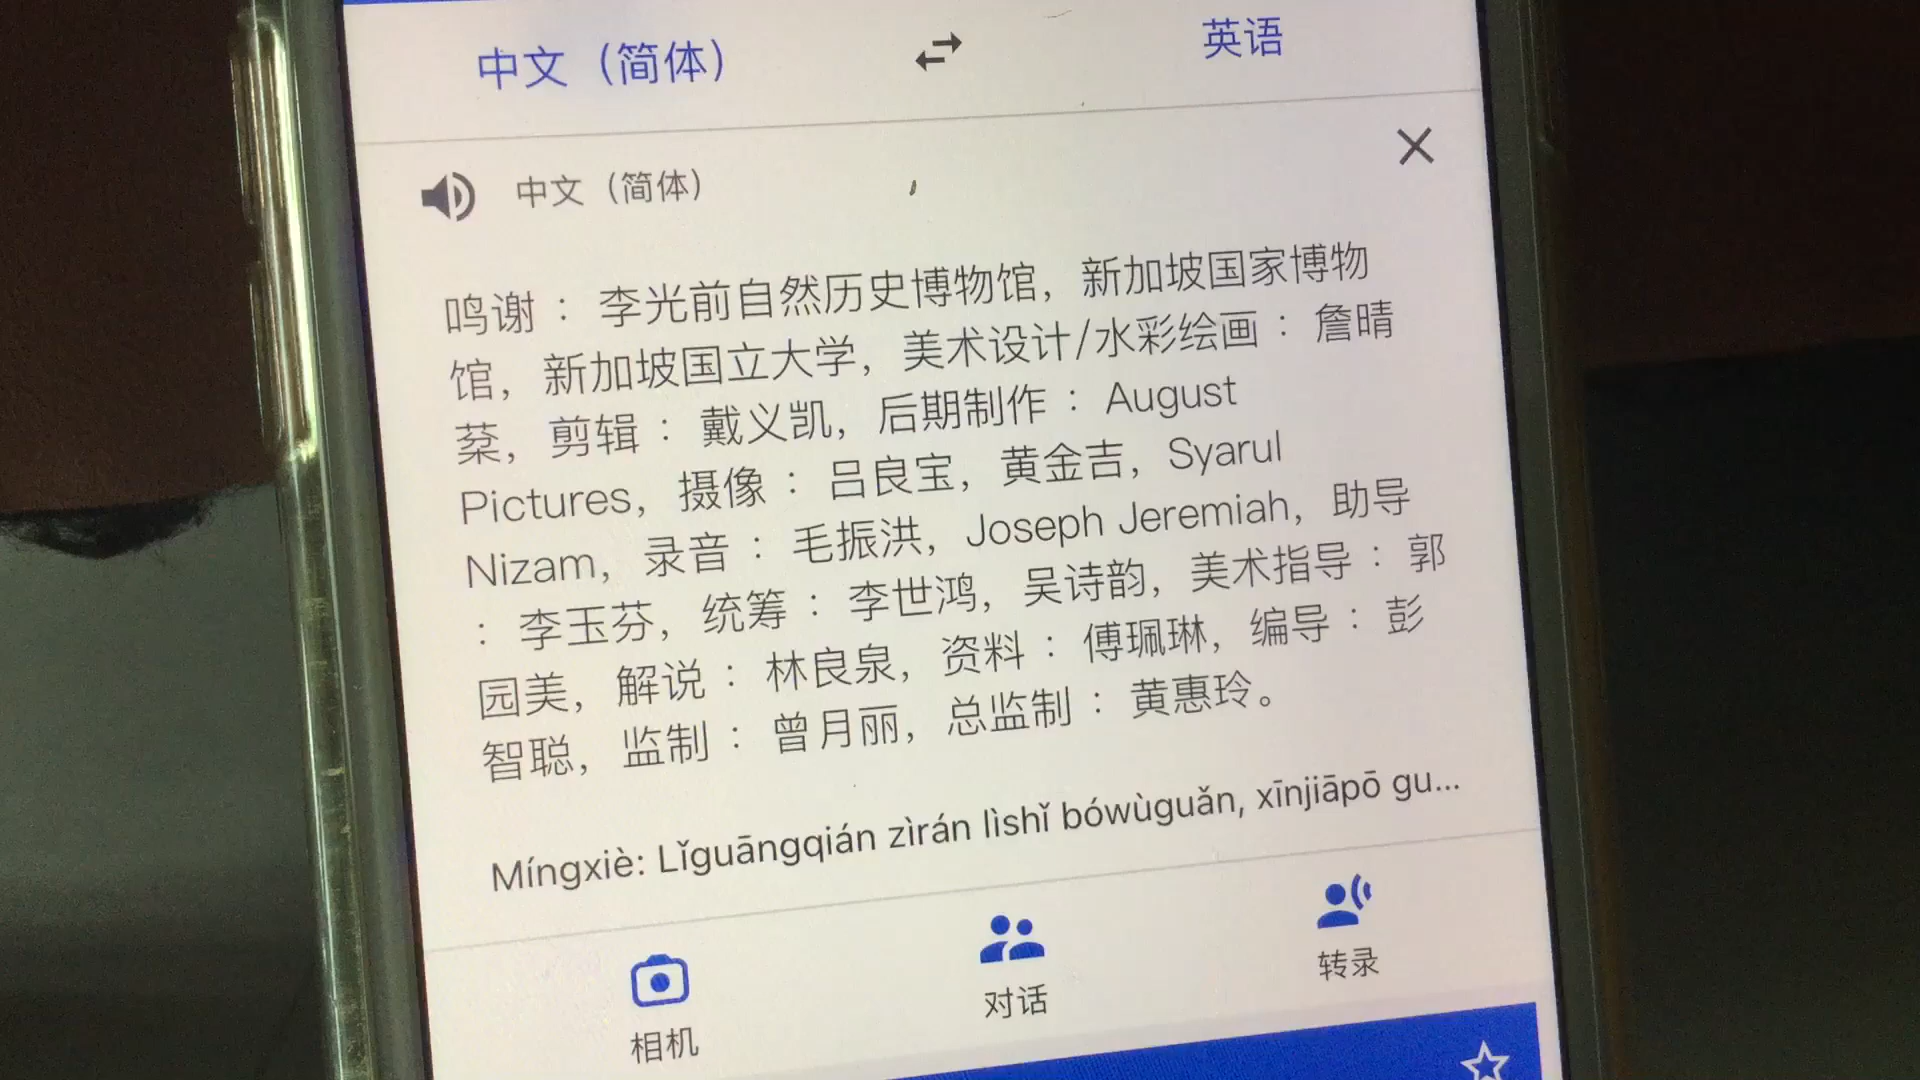 中文（简体）
英语
中文（简体）
鸣谢：李光前自然历史博物馆，新加坡国家博物
馆，新加坡国立大学，美术设计/水彩绘画：詹晴
棻，剪辑：戴义凯，后期制作：August
Pictures，摄像：吕良宝，黄金吉，Syarul
Nizam，录音：毛振洪，Joseph Jeremiah，助导
：李玉芬，统筹：李世鸿，吴诗韵，美术指导：郭
园美，解说：林良泉，资料：傅珮琳，编导：彭
智聪，监制：曾月丽，总监制：黄惠玲。
Míngxiè: Lǐguāngqián zìrán lìshǐ bówùguǎn, xīnjiāpō gu...
相机
对话
转录